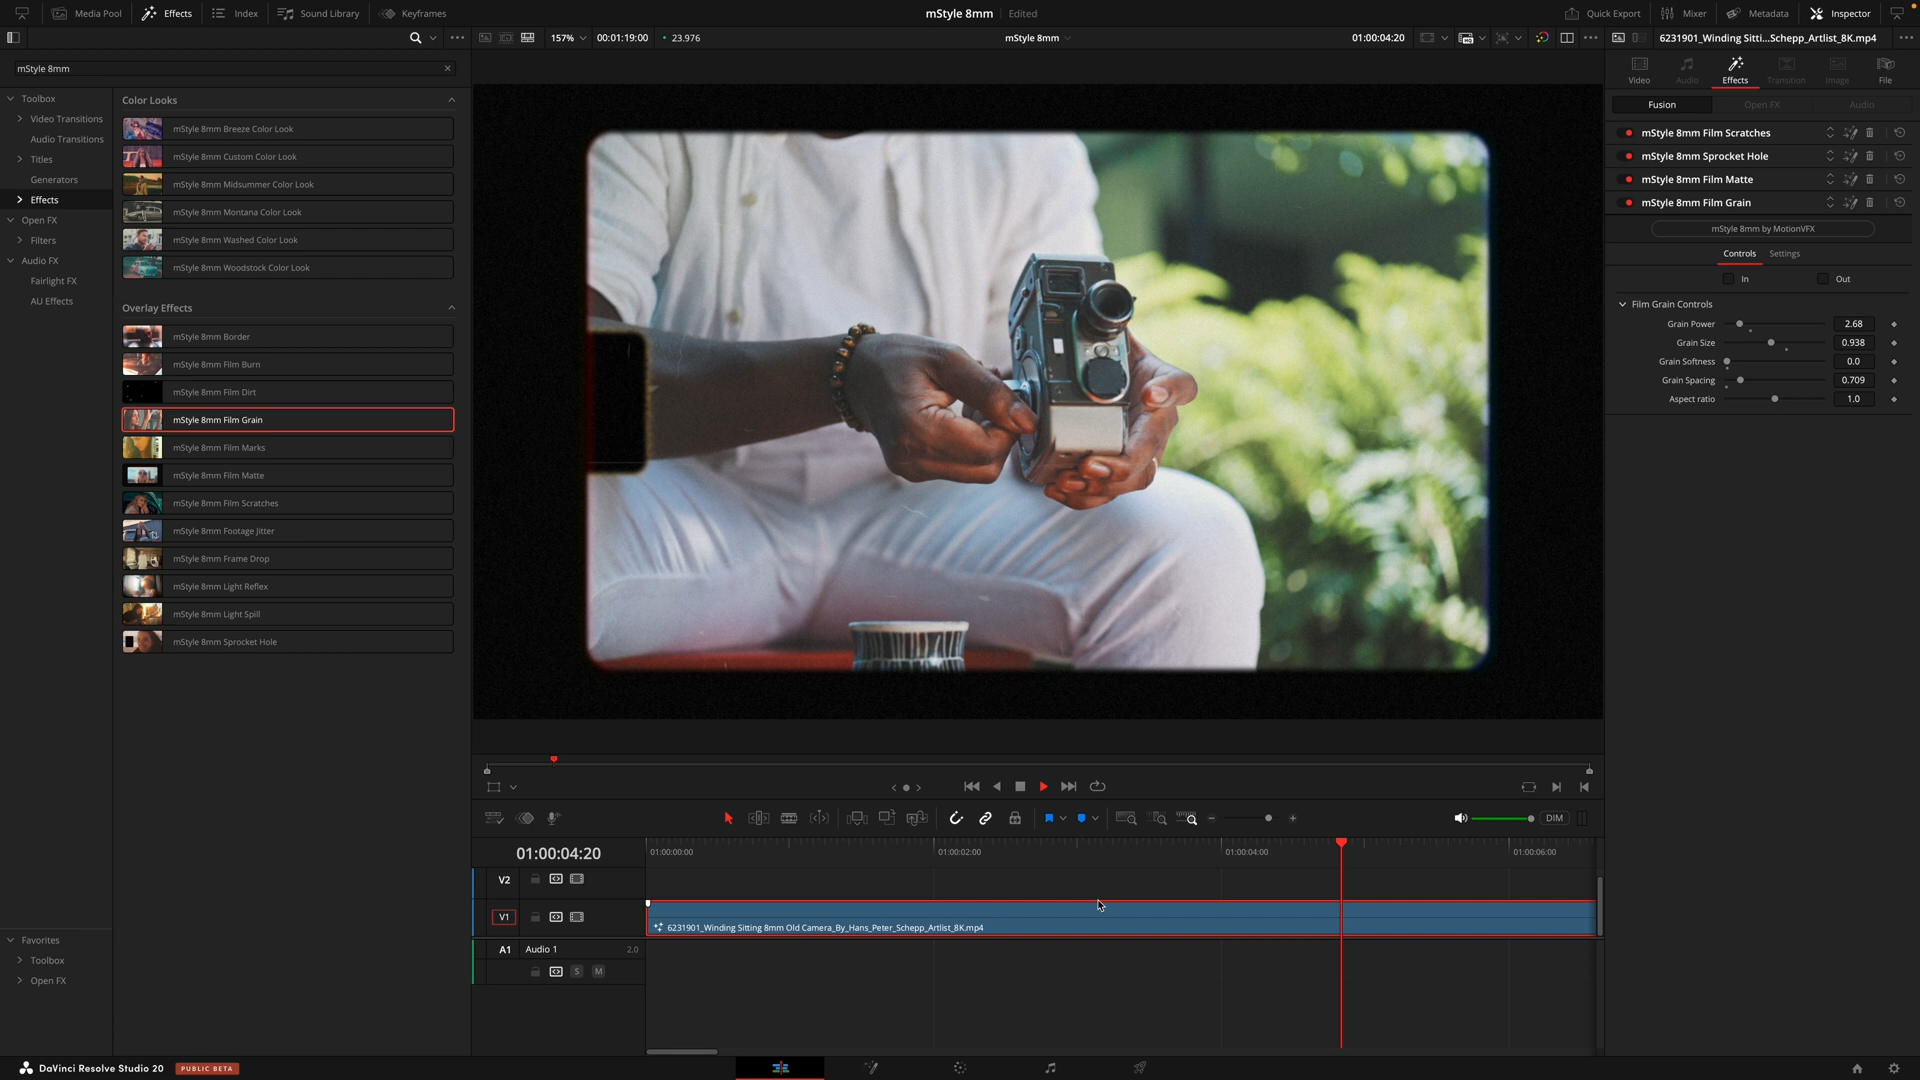 Media Pool
Effects
Index
Sound Library
Keyframes
mStyle 8mm
Edited
Quick Export
Mixer
Metadata
Inspector
157%
00:01:19:00
23.976
mStyle 8mm
01:00:04:20
6231901_Winding Sitti...Schepp_Artlist_8K.mp4
mStyle 8mm
Toolbox
Video Transitions
Audio Transitions
Titles
Generators
Effects
Open FX
Filters
Audio FX
Fairlight FX
AU Effects
Favorites
Toolbox
Open FX
Color Looks
mStyle 8mm Breeze Color Look
mStyle 8mm Custom Color Look
mStyle 8mm Midsummer Color Look
mStyle 8mm Montana Color Look
mStyle 8mm Washed Color Look
mStyle 8mm Woodstock Color Look
Overlay Effects
mStyle 8mm Border
mStyle 8mm Film Burn
mStyle 8mm Film Dirt
mStyle 8mm Film Grain
mStyle 8mm Film Marks
mStyle 8mm Film Matte
mStyle 8mm Film Scratches
mStyle 8mm Footage Jitter
mStyle 8mm Frame Drop
mStyle 8mm Light Reflex
mStyle 8mm Light Spill
mStyle 8mm Sprocket Hole
Video
Audio
Effects
Transition
Image
File
Fusion
Open FX
Audio
mStyle 8mm Film Scratches
mStyle 8mm Sprocket Hole
mStyle 8mm Film Matte
mStyle 8mm Film Grain
mStyle 8mm by MotionVFX
Controls
Settings
In
Out
Film Grain Controls
Grain Power 2.68
Grain Size 0.938
Grain Softness 0.0
Grain Spacing 0.709
Aspect ratio 1.0
DIM
01:00:04:20
01:00:00:00
01:00:02:00
01:00:04:00
01:00:06:00
V2
V1
6231901_Winding Sitting 8mm Old Camera_By_Hans_Peter_Schepp_Artlist_8K.mp4
A1
Audio 1
2.0
S
M
DaVinci Resolve Studio 20
PUBLIC BETA